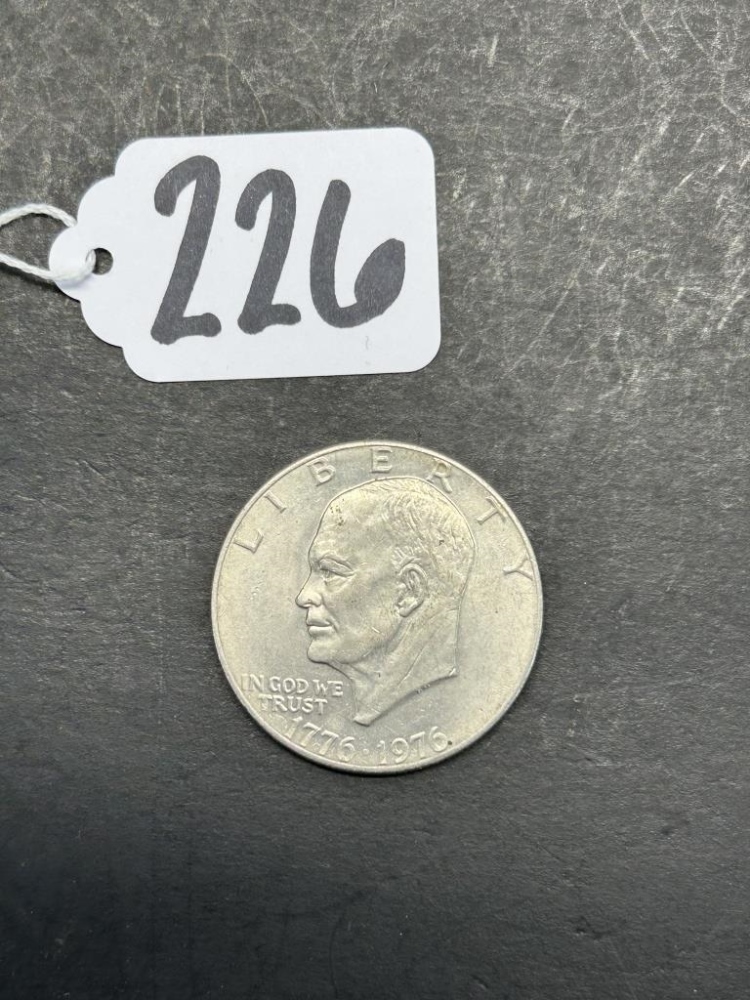 226
LIBERTY
IN GOD WE
TRUST
1776 · 1976